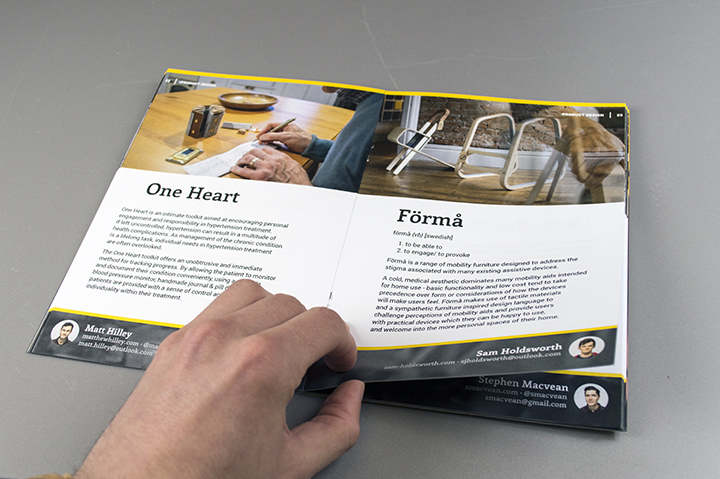 PRODUCT DESIGN | 23
One Heart
One Heart is an intimate toolkit aimed at encouraging personal
engagement and responsibility in hypertension treatment.
If left uncontrolled, hypertension can result in a multitude of
health complications. As management of the chronic condition
is a lifelong task, individual needs in hypertension treatment
are often overlooked.
The One Heart toolkit offers an unobtrusive and immediate
method for tracking progress. By allowing the patient to monitor
and document their condition conveniently; using a
blood pressure monitor, handmade journal & pill
patients are provided with a sense of control and
individuality within their treatment.
Matt Hilley
matthewhilley.com
matt.hilley@outlook.com
Förmå
förmå (vb) [swedish]
1. to be able to
2. to engage/ to provoke
Förmå is a range of mobility furniture designed to address the
stigma associated with many existing assistive devices.
A cold, medical aesthetic dominates many mobility aids intended
for home use - basic functionality and low cost tend to take
precedence over form or considerations of how the devices
will make users feel. Förmå makes use of tactile materials
and a sympathetic furniture inspired design language to
challenge perceptions of mobility aids and provide users
with practical devices which they can be happy to use,
and welcome into the more personal spaces of their home.
Sam Holdsworth
sam-holdsworth.com · sjholdsworth@outlook.com
Stephen Macvean
smacvean.com · @smacvean
smacvean@gmail.com